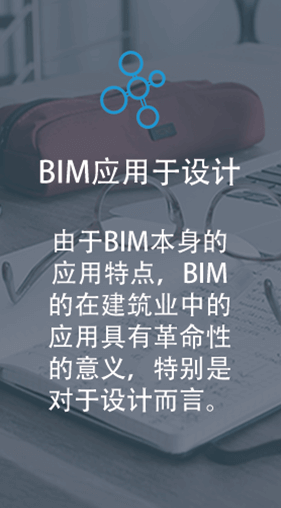 BIM应用于设计
由于BIM本身的
应用特点，BIM
的在建筑业中的
应用具有革命性
的意义，特别是
对于设计而言。